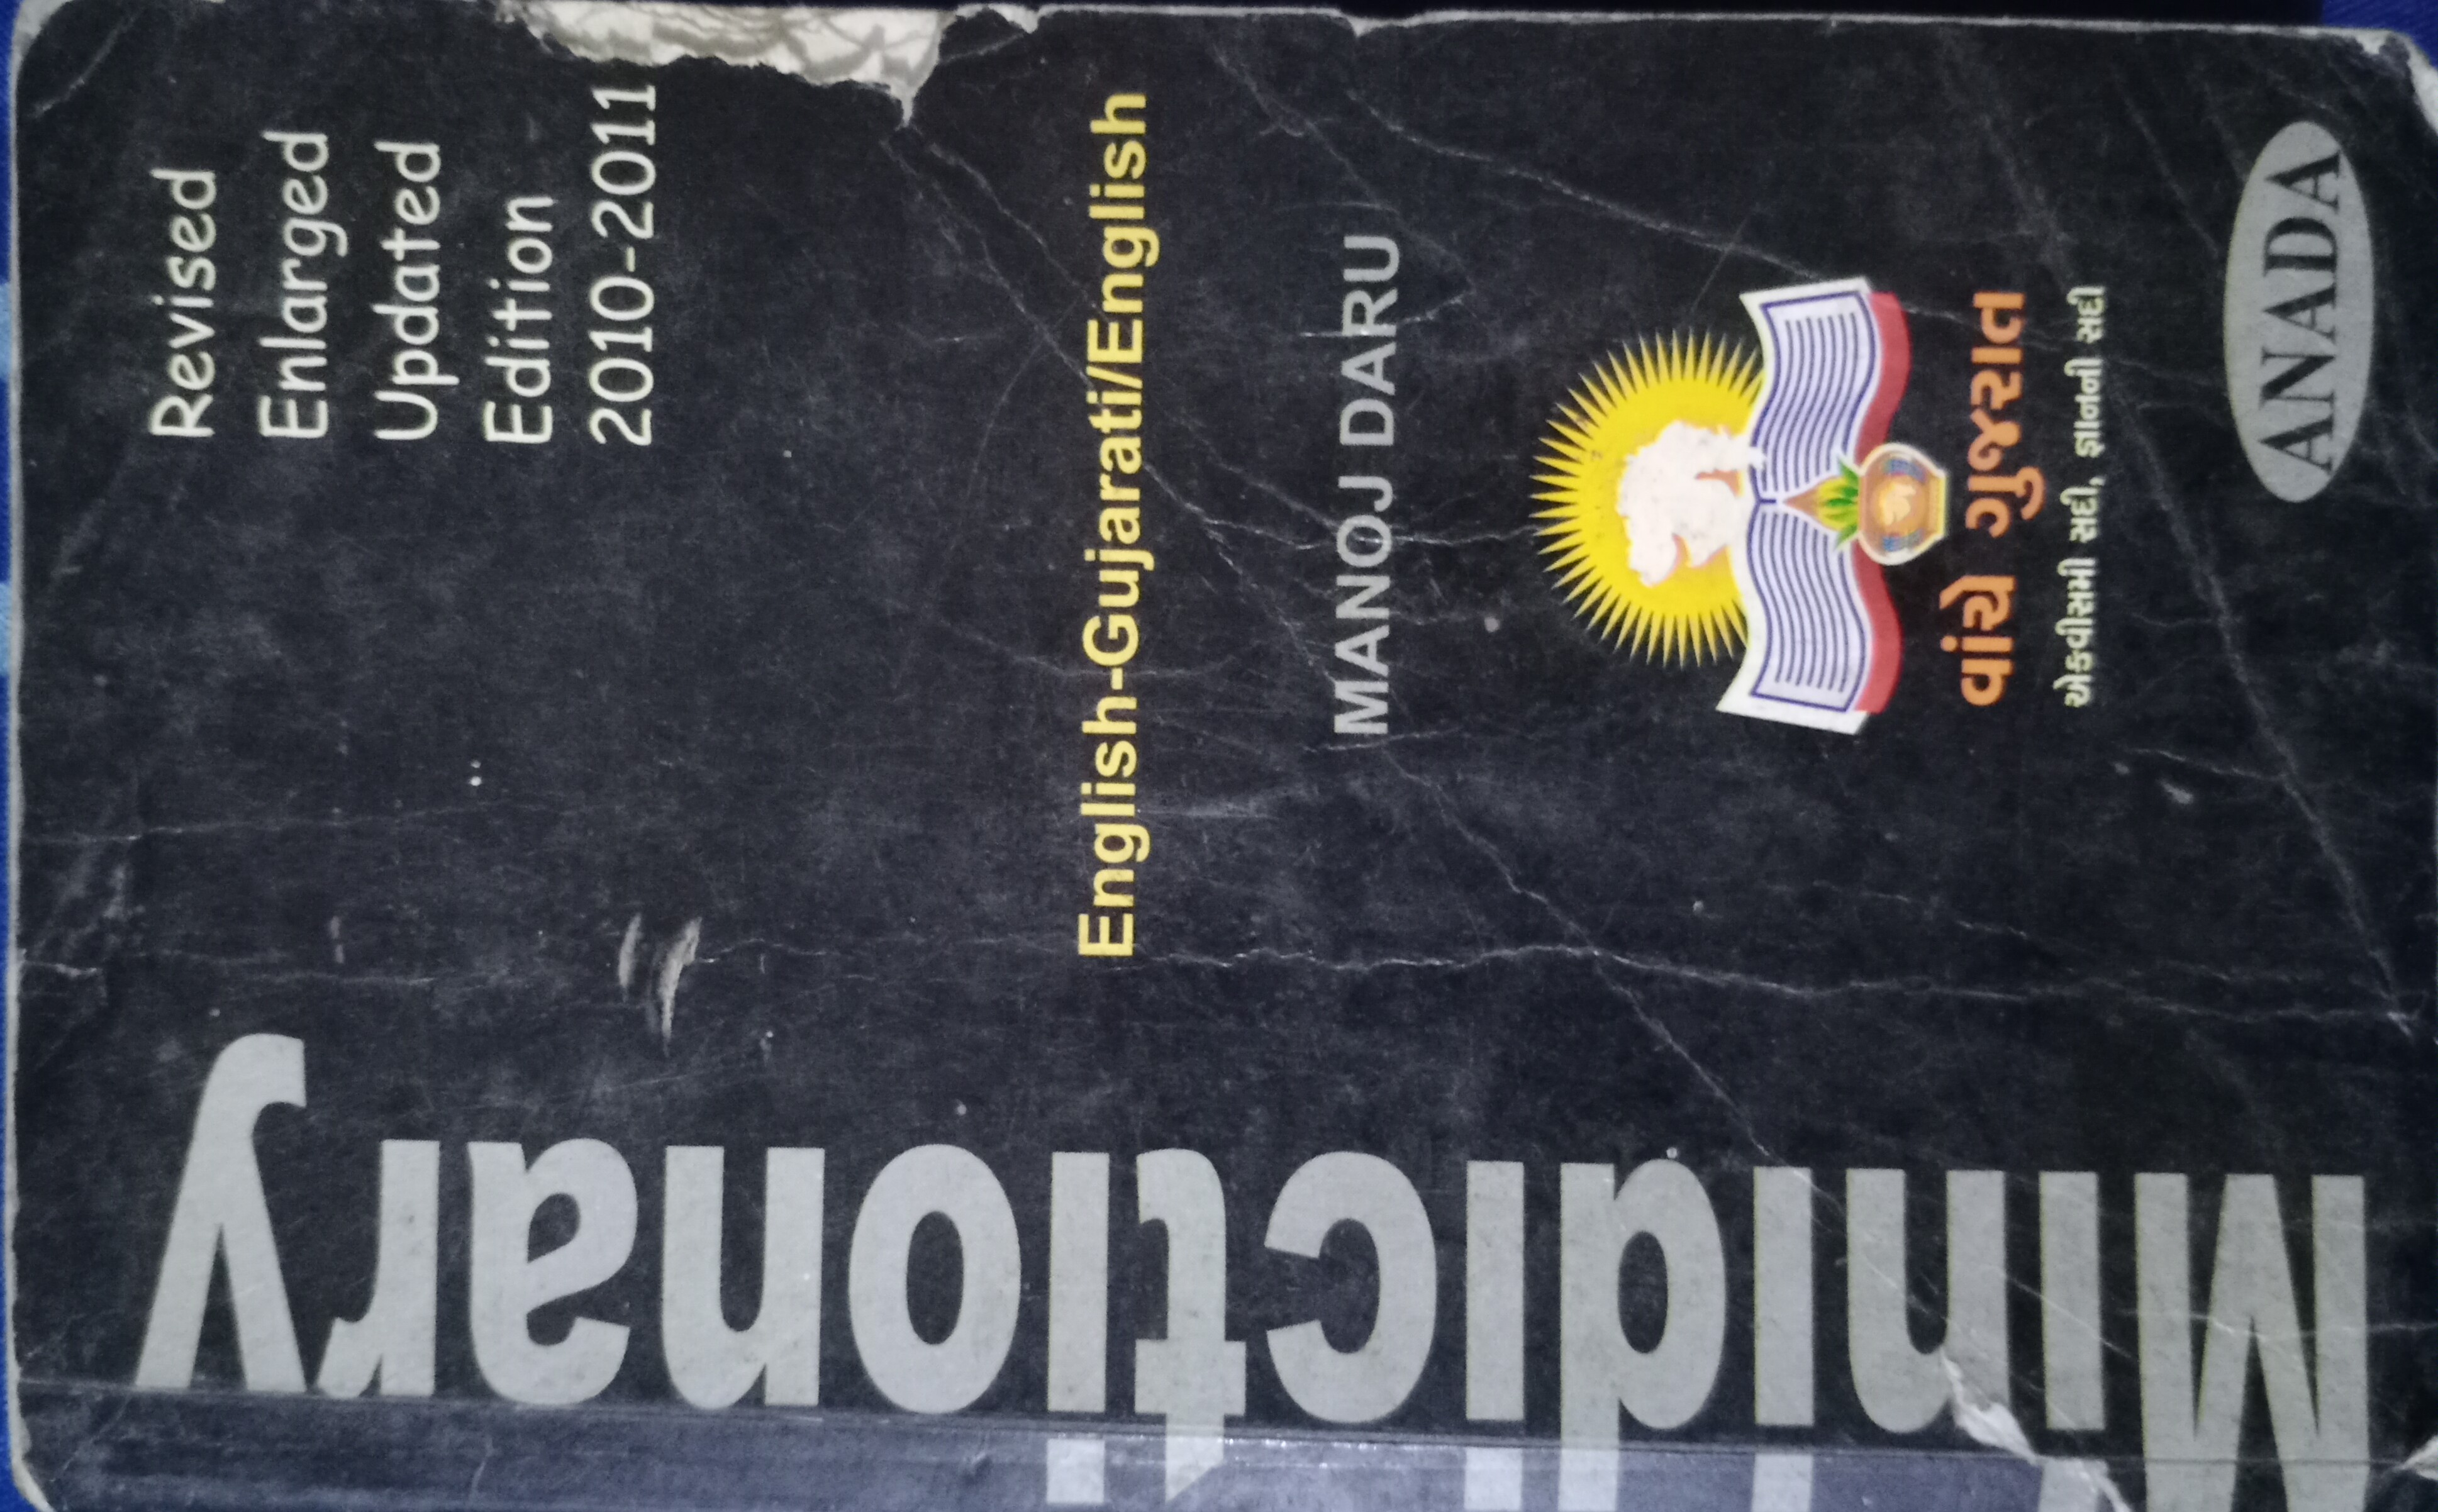 Minidictionary
Revised
Enlarged
Updated
Edition
2010-2011
English-Gujarati/English
MANOJ DARU
વાંચે ગુજરાત
એકવીસમી સદી, જ્ઞાનની સદી
ANADA